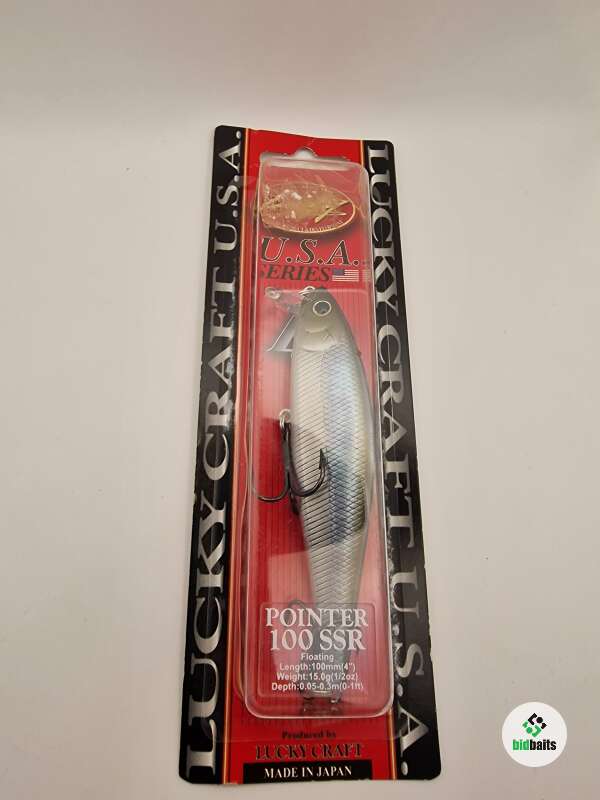 LUCKY CRAFT U.S.A.
LUCKY CRAFT U.S.A.
U.S.A.
SERIES
POINTER
100 SSR
Floating
Length:100mm(4")
Weight:15.0g(1/2oz)
Depth:0.05-0.3m(0-1ft)
Produced by
LUCKY CRAFT
MADE IN JAPAN
bidbaits